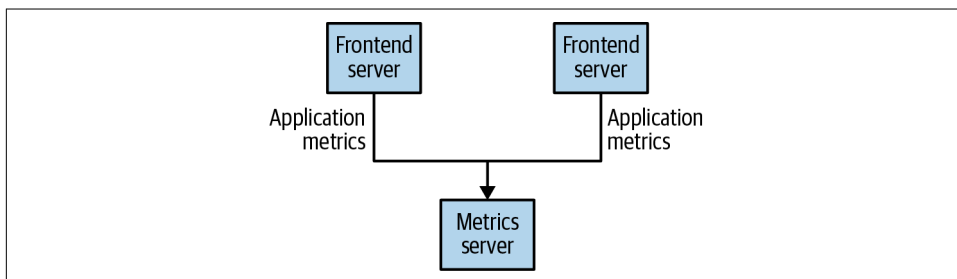 Frontend
server
Frontend
server
Application
metrics
Application
metrics
Metrics
server